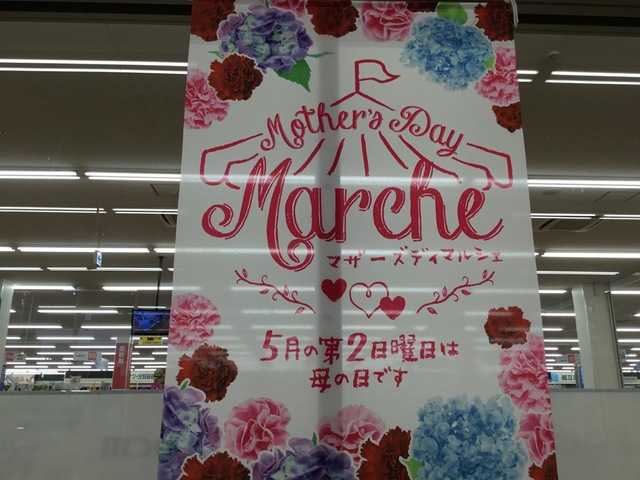 Mother's Day
Marche
マザーズディマルシェ
5月の第2日曜日は
母の日です